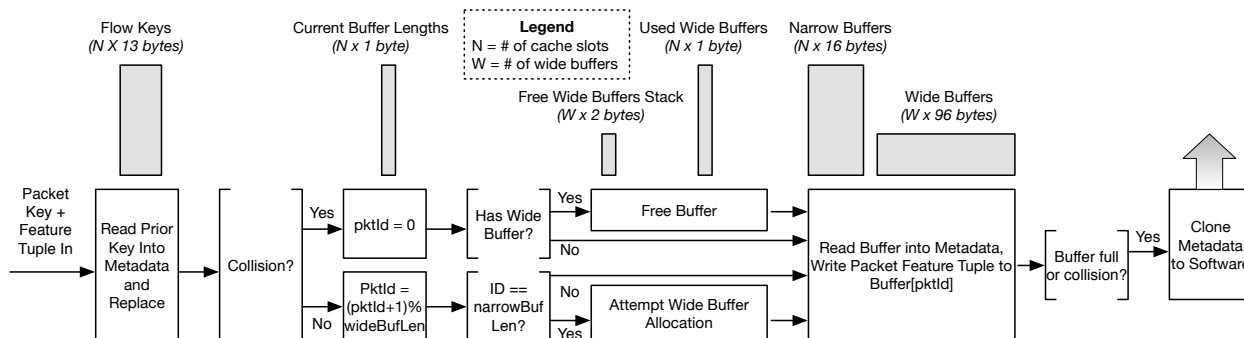 Flow Keys
(N X 13 bytes)
Current Buffer Lengths
(N x 1 byte)
Legend
N = # of cache slots
W = # of wide buffers
Used Wide Buffers
(N x 1 byte)
Narrow Buffers
(N x 16 bytes)
Free Wide Buffers Stack
(W x 2 bytes)
Wide Buffers
(W x 96 bytes)
Packet
Key +
Feature
Tuple In
Read Prior
Key Into
Metadata
and
Replace
Collision?
Yes
No
pktId = 0
PktId =
(pktId+1)%
wideBufLen
Has Wide
Buffer?
Yes
No
ID ==
narrowBuf
Len?
No
Yes
Free Buffer
Attempt Wide Buffer
Allocation
Read Buffer into Metadata,
Write Packet Feature Tuple to
Buffer[pktId]
Buffer full
or collision?
Yes
Clone
Metadata
to Software